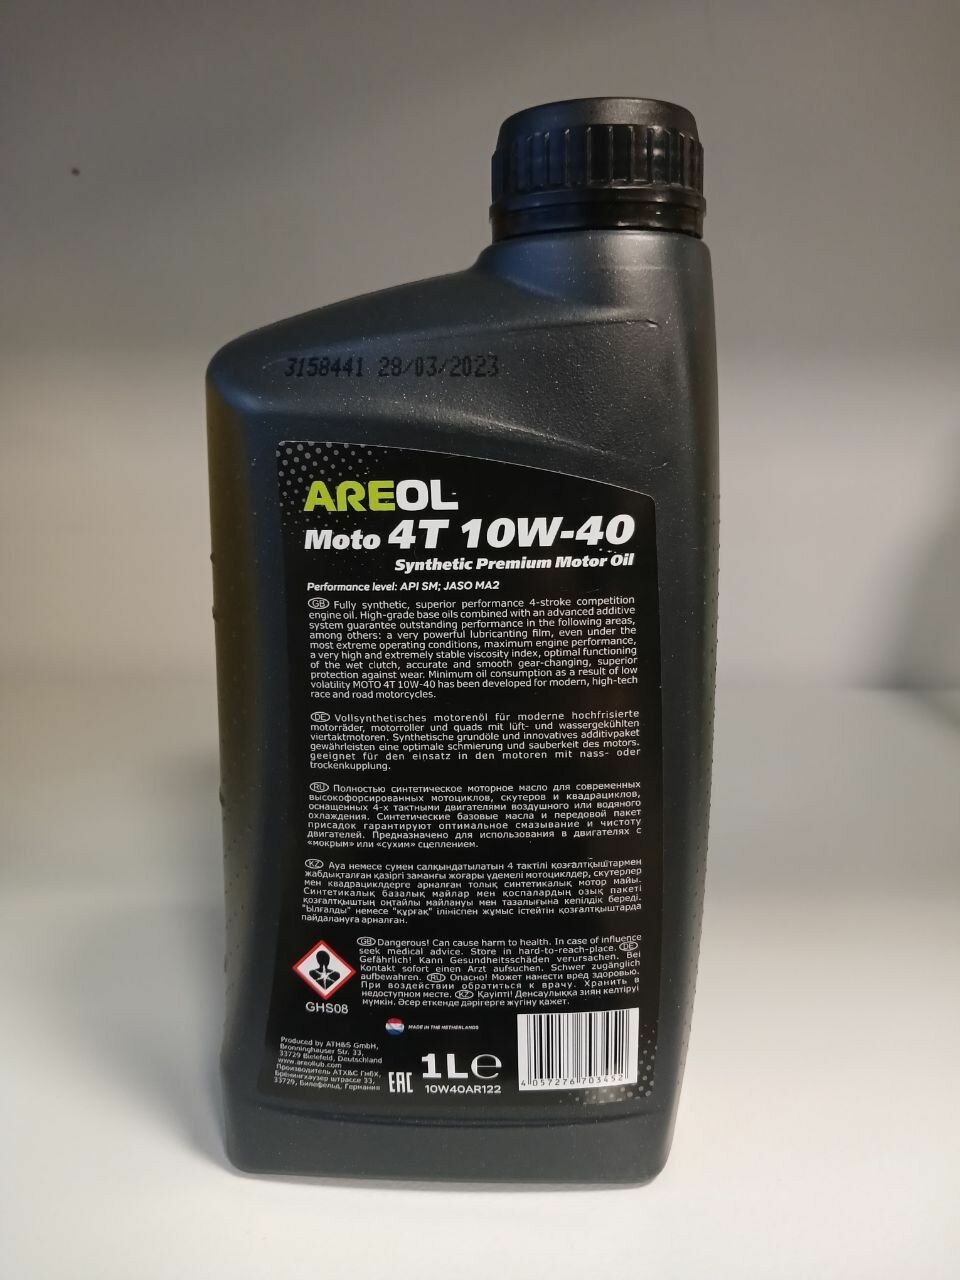 3158441 28/03/2023
AREOL
Moto 4T 10W-40
Synthetic Premium Motor Oil
Performance level: API SM; JASO MA2
GB Fully synthetic, superior performance 4-stroke competition
engine oil. High-grade base oils combined with an advanced additive
system guarantee outstanding performance in the following areas,
among others: a very powerful lubricating film, even under the
most extreme operating conditions, maximum engine performance,
a very high and extremely stable viscosity index, optimal functioning
of the wet clutch, accurate and smooth gear-changing, superior
protection against wear. Minimum oil consumption as a result of low
volatility MOTO 4T 10W-40 has been developed for modern, high-tech
race and road motorcycles.
DE Vollsynthetisches motorenöl für moderne hochfrisierte
motorräder, motorroller und quads mit lüft- und wassergekühlten
viertaktmotoren. Synthetische grundöle und innovatives additivpaket
gewährleisten eine optimale schmierung und sauberkeit des motors.
geeignet für den einsatz in den motoren mit nass- oder
trockenkupplung.
RU Полностью синтетическое моторное масло для современных
высокофорсированных мотоциклов, скутеров и квадрациклов,
оснащенных 4-х тактными двигателями воздушного или водяного
охлаждения. Синтетические базовые масла и передовой пакет
присадок гарантируют оптимальное смазывание и чистоту
двигателей. Предназначено для использования в двигателях с
«мокрым» или «сухим» сцеплением.
KZ Ауа немесе сумен салқындатылатын 4 тактілі қозғалтқыштармен
жабдықталған қазіргі заманғы жоғары үдемелі мотоциклдер, скутерлер
мен квадрациклдерге арналған толық синтетикалық мотор майы.
Синтетикалық базалық майлар мен қоспалардың озық пакеті
қозғалтқыштың оңтайлы майлануы мен тазалығына кепілдік береді.
"Ылғалды" немесе "құрғақ" ілініспен жұмыс істейтін қозғалтқыштарда
пайдалануға арналған.
GB Dangerous! Can cause harm to health. In case of influence
seek medical advice. Store in hard-to-reach-place. DE
Gefährlich! Kann Gesundheitsschäden verursachen. Bei
Kontakt sofort einen Arzt aufsuchen. Schwer zugänglich
aufbewahren. RU Опасно! Может нанести вред здоровью.
При воздействии обратиться к врачу. Хранить в
недоступном месте. KZ Қауіпті! Денсаулыққа зиян келтіруі
мүмкін. Әсер еткенде дәрігерге жүгіну қажет.
GHS08
MADE IN THE NETHERLANDS
Produced by ATH&S GmbH,
Bronninghauser Str. 33,
33729 Bielefeld, Deutschland
www.areollub.com
Производитель АТХ&С ГмбХ,
Бренингхаузер штрассе 33,
33729, Билефельд, Германия
EAC
1L e
10W40AR122
4 057276 703452